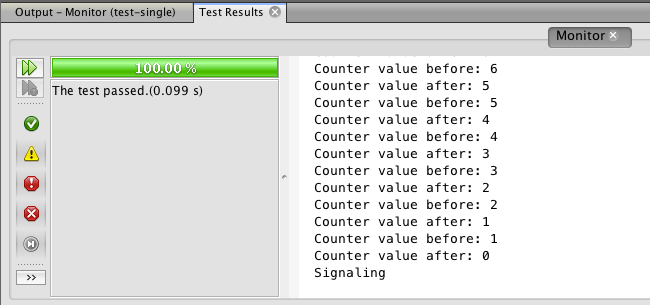 Output – Monitor (test-single)
Test Results
Monitor
100.00 %
The test passed.(0.099 s)
Counter value before: 6
Counter value after: 5
Counter value before: 5
Counter value after: 4
Counter value before: 4
Counter value after: 3
Counter value before: 3
Counter value after: 2
Counter value before: 2
Counter value after: 1
Counter value before: 1
Counter value after: 0
Signaling
>>